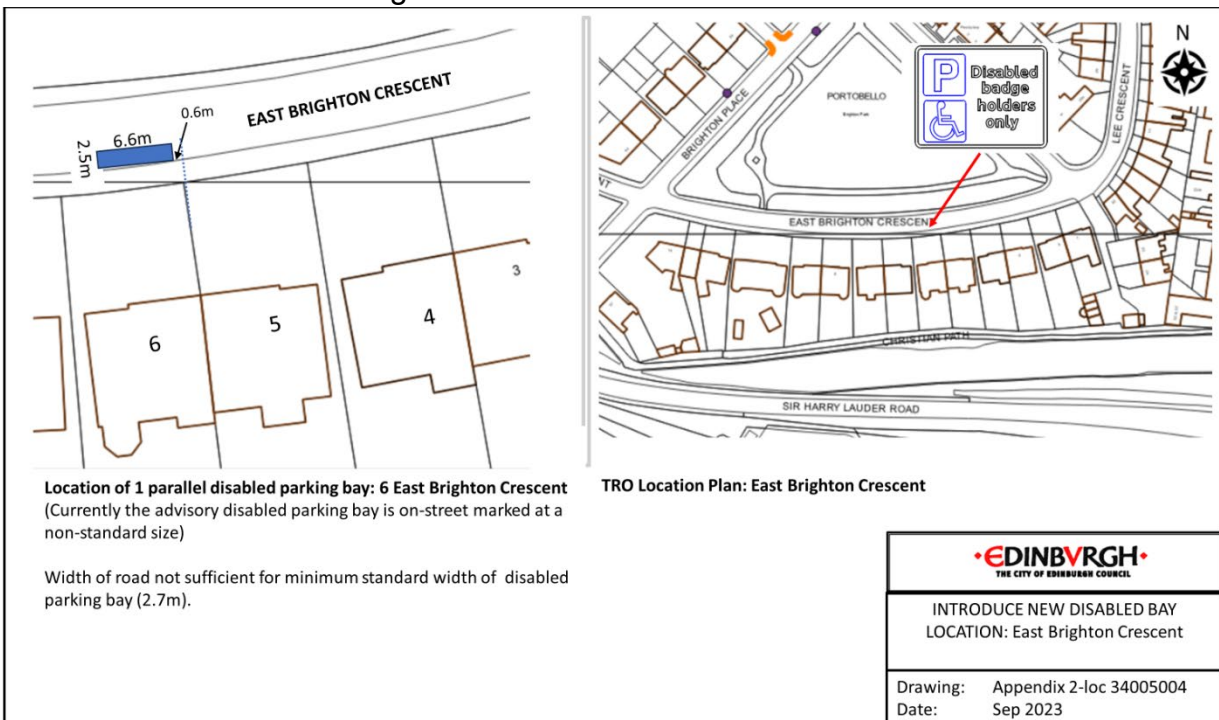 EAST BRIGHTON CRESCENT
0.6m
6.6m
2.5m
6
5
4
3
Location of 1 parallel disabled parking bay: 6 East Brighton Crescent
(Currently the advisory disabled parking bay is on-street marked at a
non-standard size)
Width of road not sufficient for minimum standard width of disabled
parking bay (2.7m).
N
P
Disabled
badge
holders
only
PORTOBELLO
Brighton Park
BRIGHTON PLACE
LEE CRESCENT
NT
EAST BRIGHTON CRESCENT
CHRISTIAN PATH
SIR HARRY LAUDER ROAD
TRO Location Plan: East Brighton Crescent
•EDINBVRGH•
THE CITY OF EDINBURGH COUNCIL
INTRODUCE NEW DISABLED BAY
LOCATION: East Brighton Crescent
Drawing: Appendix 2-loc 34005004
Date: Sep 2023